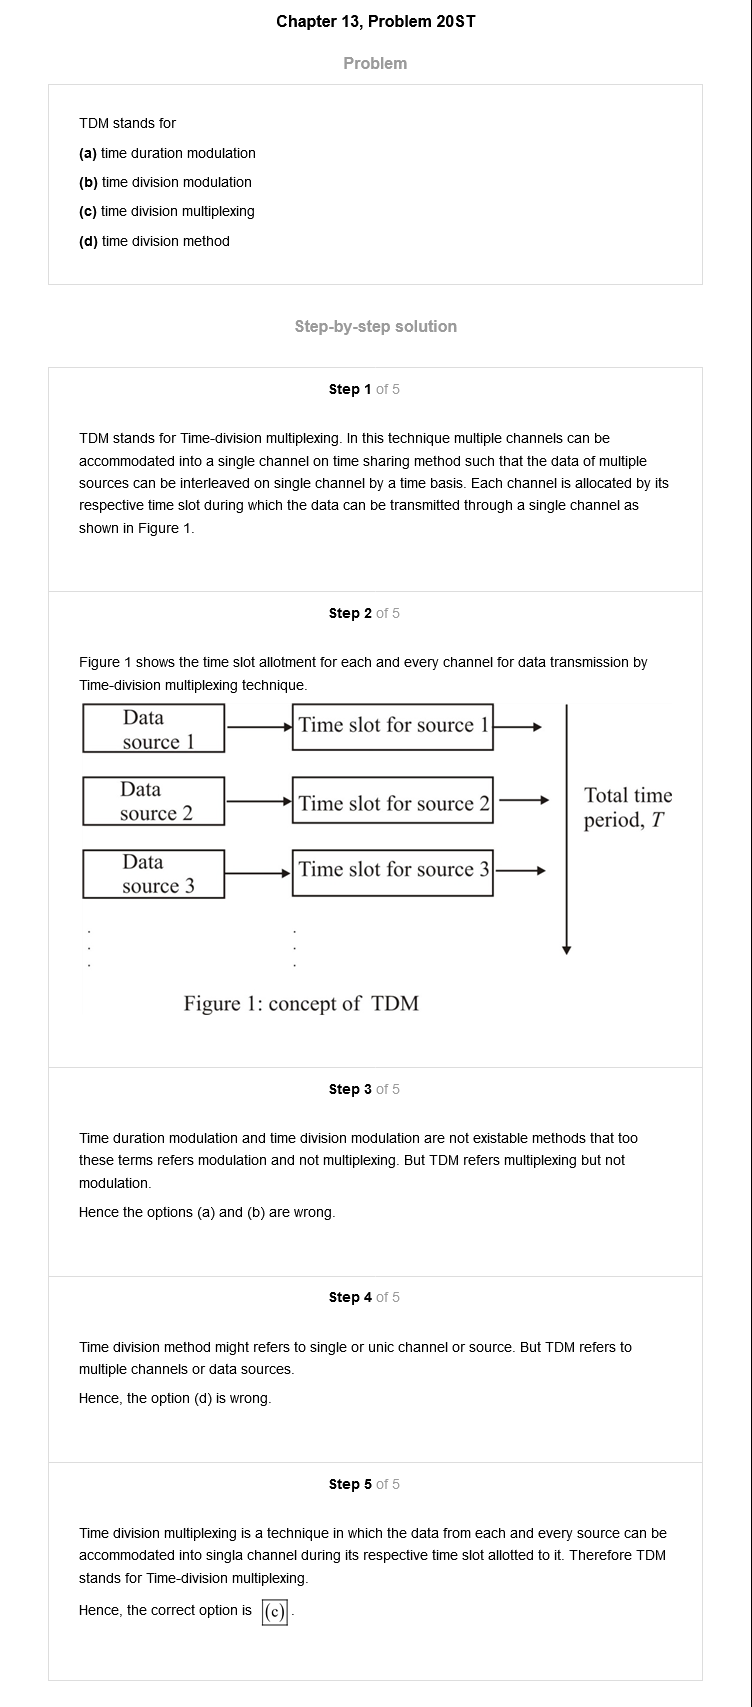 Chapter 13, Problem 20ST
Problem
TDM stands for
(a) time duration modulation
(b) time division modulation
(c) time division multiplexing
(d) time division method
Step-by-step solution
Step 1 of 5
TDM stands for Time-division multiplexing. In this technique multiple channels can be
accommodated into a single channel on time sharing method such that the data of multiple
sources can be interleaved on single channel by a time basis. Each channel is allocated by its
respective time slot during which the data can be transmitted through a single channel as
shown in Figure 1.
Step 2 of 5
Figure 1 shows the time slot allotment for each and every channel for data transmission by
Time-division multiplexing technique.
Data
source 1
Time slot for source 1
Data
source 2
Time slot for source 2
Total time
period, T
Data
source 3
Time slot for source 3
Figure 1: concept of TDM
Step 3 of 5
Time duration modulation and time division modulation are not existable methods that too
these terms refers modulation and not multiplexing. But TDM refers multiplexing but not
modulation.
Hence the options (a) and (b) are wrong.
Step 4 of 5
Time division method might refers to single or unic channel or source. But TDM refers to
multiple channels or data sources.
Hence, the option (d) is wrong.
Step 5 of 5
Time division multiplexing is a technique in which the data from each and every source can be
accommodated into singla channel during its respective time slot allotted to it. Therefore TDM
stands for Time-division multiplexing.
Hence, the correct option is (c).